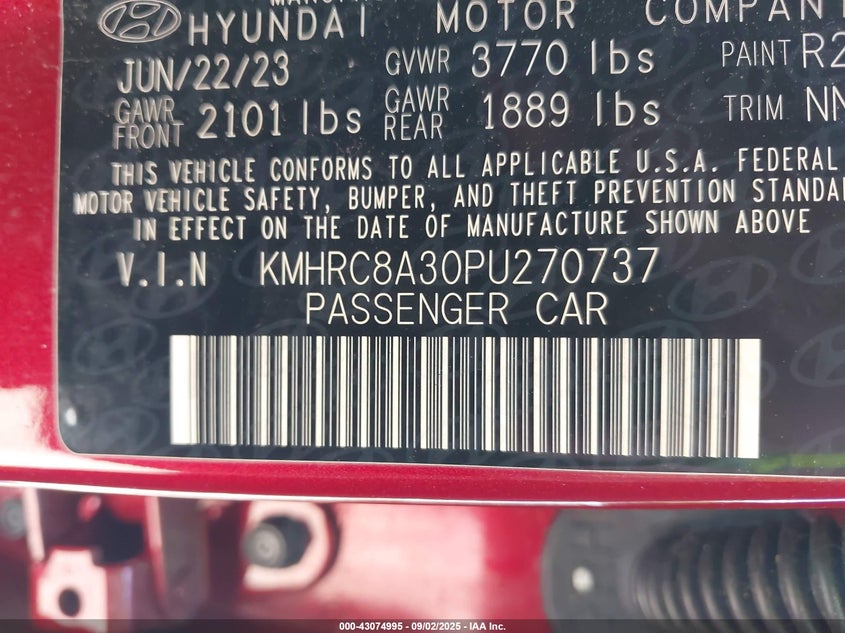 HYUNDAI MOTOR COMPAN
JUN/22/23 GVWR 3770 lbs PAINT R2
GAWR FRONT 2101 lbs GAWR REAR 1889 lbs TRIM NN
THIS VEHICLE CONFORMS TO ALL APPLICABLE U.S.A. FEDERAL
MOTOR VEHICLE SAFETY, BUMPER, AND THEFT PREVENTION STANDA
IN EFFECT ON THE DATE OF MANUFACTURE SHOWN ABOVE
V.I.N KMHRC8A30PU270737
PASSENGER CAR
000-43074995 - 09/02/2025 - IAA Inc.